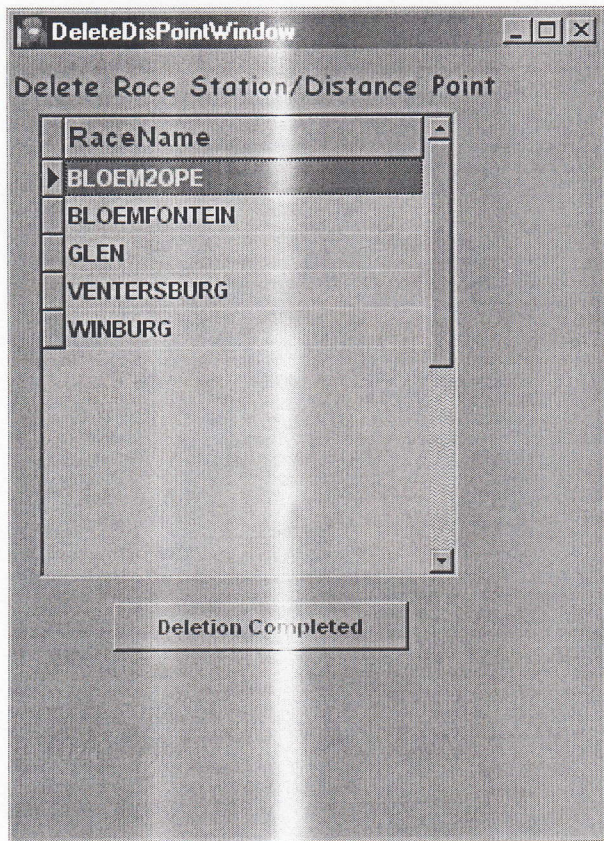 DeleteDisPointWindow
Delete Race Station/Distance Point
RaceName
BLOEM2OPE
BLOEMFONTEIN
GLEN
VENTERSBURG
WINBURG
Deletion Completed